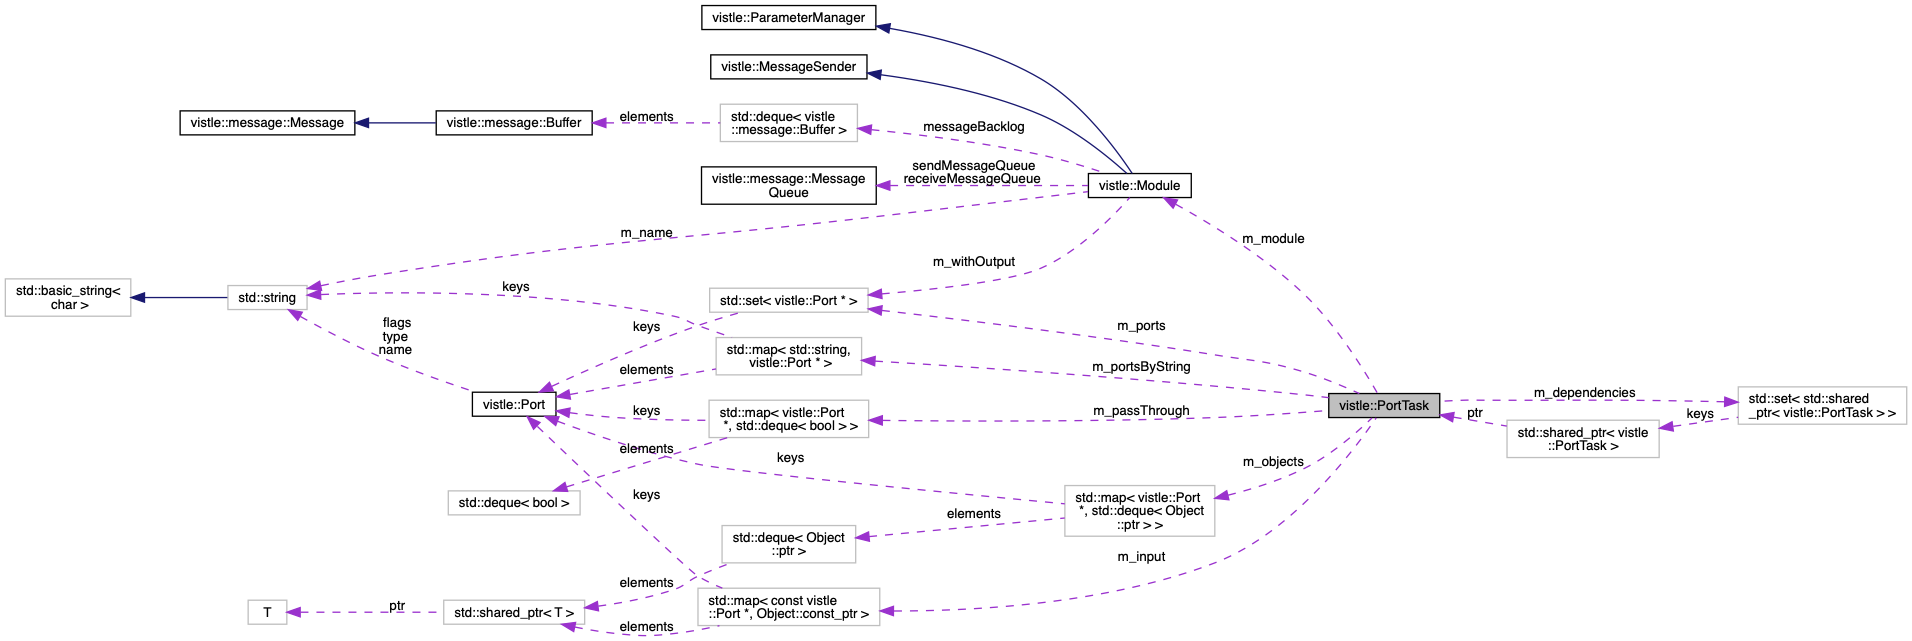 vistle::ParameterManager
vistle::MessageSender
vistle::message::Message
vistle::message::Buffer
elements
std::deque< vistle
::message::Buffer >
messageBacklog
vistle::message::Message
Queue
sendMessageQueue
receiveMessageQueue
vistle::Module
m_name
m_module
m_withOutput
std::basic_string<
char >
std::string
keys
std::set< vistle::Port * >
flags
type
name
keys
m_ports
std::map< std::string,
vistle::Port * >
elements
m_portsByString
vistle::Port
keys
std::map< vistle::Port
*, std::deque< bool > >
m_passThrough
vistle::PortTask
m_dependencies
std::set< std::shared
_ptr< vistle::PortTask > >
ptr
keys
std::shared_ptr< vistle
::PortTask >
elements
keys
m_objects
std::deque< bool >
keys
std::map< vistle::Port
*, std::deque< Object
::ptr > >
elements
std::deque< Object
::ptr >
m_input
elements
T
ptr
std::shared_ptr< T >
std::map< const vistle
::Port *, Object::const_ptr >
elements